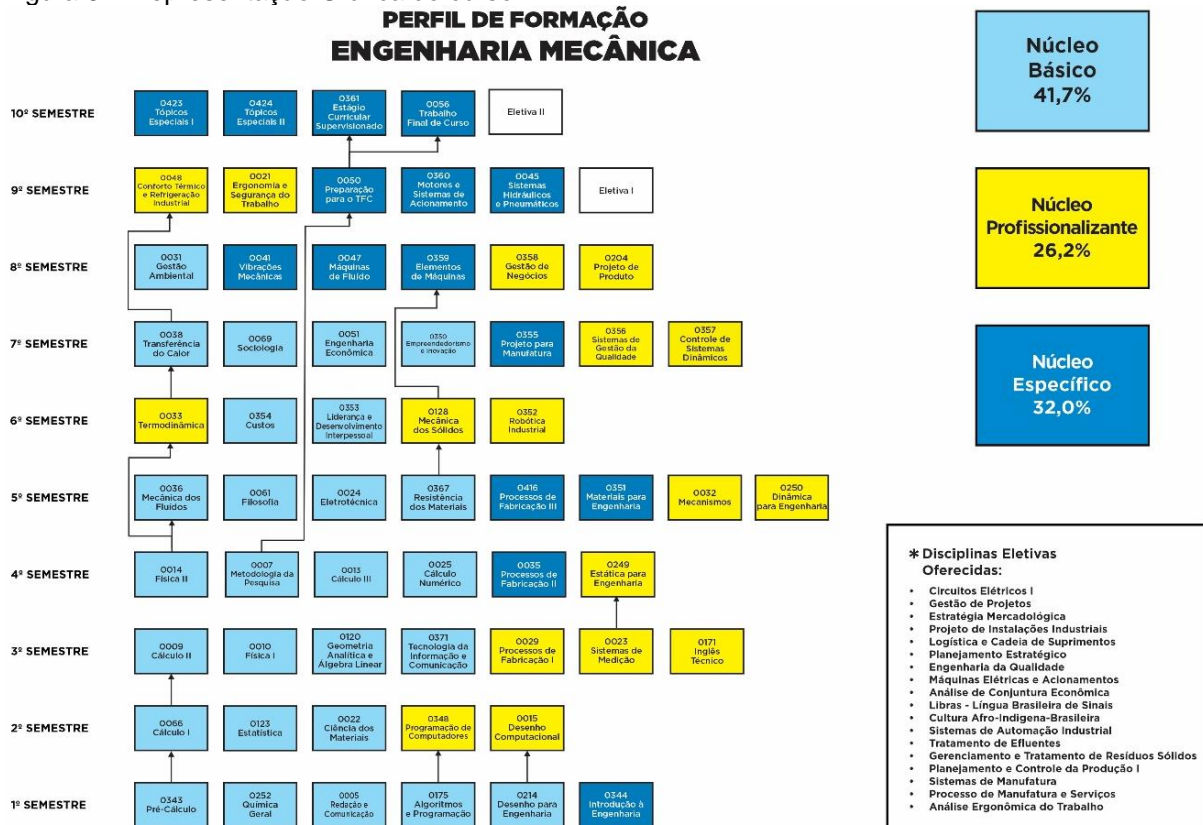 PERFIL DE FORMAÇÃO
ENGENHARIA MECÂNICA
10º SEMESTRE
0423
Tópicos
Especiais I
0424
Tópicos
Especiais II
0361
Estágio
Curricular
Supervisionado
0056
Trabalho
Final de Curso
Eletiva II
9º SEMESTRE
0048
Conforto Térmico
e Refrigeração
Industrial
0021
Ergonomia e
Segurança do
Trabalho
0050
Preparação
para o TFC
0360
Motores e
Sistemas de
Acionamento
0045
Sistemas
Hidráulicos
e Pneumáticos
Eletiva I
8º SEMESTRE
0031
Gestão
Ambiental
0041
Vibrações
Mecânicas
0047
Máquinas
de Fluido
0359
Elementos
de Máquinas
0358
Gestão de
Negócios
0204
Projeto de
Produto
7º SEMESTRE
0038
Transferência
do Calor
0069
Sociologia
0051
Engenharia
Econômica
0350
Empreendedorismo
e Inovação
0355
Projeto para
Manufatura
0356
Sistemas de
Gestão da
Qualidade
0357
Controle de
Sistemas
Dinâmicos
6º SEMESTRE
0033
Termodinâmica
0354
Custos
0353
Liderança e
Desenvolvimento
Interpessoal
0128
Mecânica
dos Sólidos
0352
Robótica
Industrial
5º SEMESTRE
0036
Mecânica dos
Fluídos
0061
Filosofia
0024
Eletrotécnica
0367
Resistência
dos Materiais
0416
Processos de
Fabricação III
0351
Materiais para
Engenharia
0032
Mecanismos
0250
Dinâmica
para Engenharia
4º SEMESTRE
0014
Física II
0007
Metodologia da
Pesquisa
0013
Cálculo III
0025
Cálculo
Numérico
0035
Processos de
Fabricação II
0249
Estática para
Engenharia
3º SEMESTRE
0009
Cálculo II
0010
Física I
0120
Geometria
Analítica e
Álgebra Linear
0371
Tecnologia da
Informação e
Comunicação
0029
Processos de
Fabricação I
0023
Sistemas de
Medição
0171
Inglês
Técnico
2º SEMESTRE
0066
Cálculo I
0123
Estatística
0022
Ciência dos
Materiais
0348
Programação de
Computadores
0015
Desenho
Computacional
1º SEMESTRE
0343
Pré-Cálculo
0252
Química
Geral
0005
Redação e
Comunicação
0175
Algoritmos
e Programação
0214
Desenho para
Engenharia
0344
Introdução à
Engenharia
Núcleo
Básico
41,7%
Núcleo
Profissionalizante
26,2%
Núcleo
Específico
32,0%
* Disciplinas Eletivas
Oferecidas:
• Circuitos Elétricos I
• Gestão de Projetos
• Estratégia Mercadológica
• Projeto de Instalações Industriais
• Logística e Cadeia de Suprimentos
• Planejamento Estratégico
• Engenharia da Qualidade
• Máquinas Elétricas e Acionamentos
• Análise de Conjuntura Econômica
• Libras - Língua Brasileira de Sinais
• Cultura Afro-Indigena-Brasileira
• Sistemas de Automação Industrial
• Tratamento de Efluentes
• Gerenciamento e Tratamento de Resíduos Sólidos
• Planejamento e Controle da Produção I
• Sistemas de Manufatura
• Processo de Manufatura e Serviços
• Análise Ergonômica do Trabalho